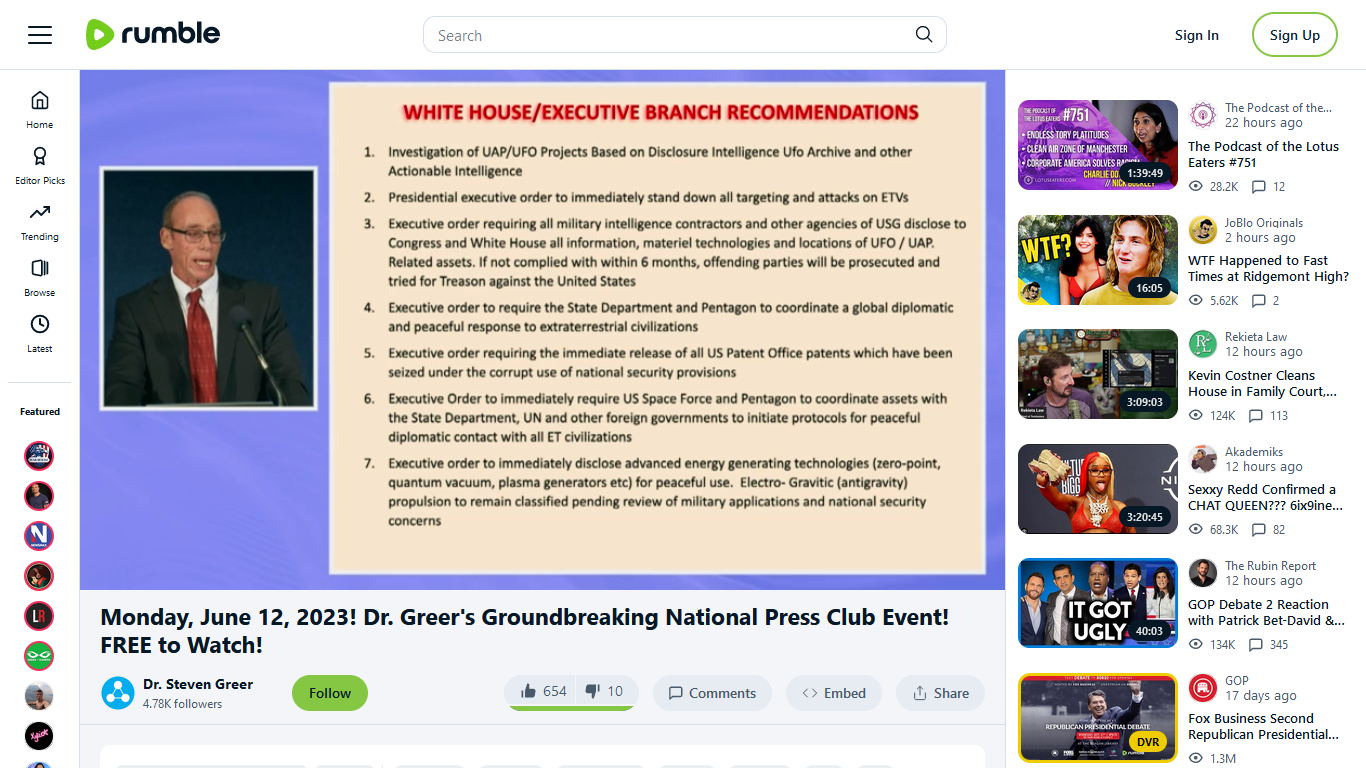 rumble
Search
Sign In
Sign Up
Home
Editor Picks
Trending
Browse
Latest
Featured
WHITE HOUSE/EXECUTIVE BRANCH RECOMMENDATIONS
1. Investigation of UAP/UFO Projects Based on Disclosure Intelligence Ufo Archive and other
Actionable Intelligence
2. Presidential executive order to immediately stand down all targeting and attacks on ETVs
3. Executive order requiring all military intelligence contractors and other agencies of USG disclose to
Congress and White House all information, materiel technologies and locations of UFO / UAP.
Related assets. If not complied with within 6 months, offending parties will be prosecuted and
tried for Treason against the United States
4. Executive order to require the State Department and Pentagon to coordinate a global diplomatic
and peaceful response to extraterrestrial civilizations
5. Executive order requiring the immediate release of all US Patent Office patents which have been
seized under the corrupt use of national security provisions
6. Executive Order to immediately require US Space Force and Pentagon to coordinate assets with
the State Department, UN and other foreign governments to initiate protocols for peaceful
diplomatic contact with all ET civilizations
7. Executive order to immediately disclose advanced energy generating technologies (zero-point,
quantum vacuum, plasma generators etc) for peaceful use. Electro- Gravitic (antigravity)
propulsion to remain classified pending review of military applications and national security
concerns
Monday, June 12, 2023! Dr. Greer's Groundbreaking National Press Club Event!
FREE to Watch!
Dr. Steven Greer
4.78K followers
Follow
654
10
Comments
Embed
Share
THE PODCAST OF
THE LOTUS EATERS #751
• ENDLESS TORY PLATITUDES
• CLEAN AIR ZONE OF MANCHESTER
• CORPORATE AMERICA SOLVES RACISM
1:39:49
The Podcast of the...
22 hours ago
The Podcast of the Lotus
Eaters #751
28.2K
12
WTF?
16:05
JoBlo Originals
2 hours ago
WTF Happened to Fast
Times at Ridgemont High?
5.62K
2
Rekieta Law
3:09:03
Rekieta Law
12 hours ago
Kevin Costner Cleans
House in Family Court,...
124K
113
3:20:45
Akademiks
12 hours ago
Sexxy Redd Confirmed a
CHAT QUEEN??? 6ix9ine...
68.3K
82
IT GOT
UGLY
40:03
The Rubin Report
12 hours ago
GOP Debate 2 Reaction
with Patrick Bet-David &...
134K
345
REPUBLICAN PRESIDENTIAL DEBATE
DVR
GOP
17 days ago
Fox Business Second
Republican Presidential...
1.3M